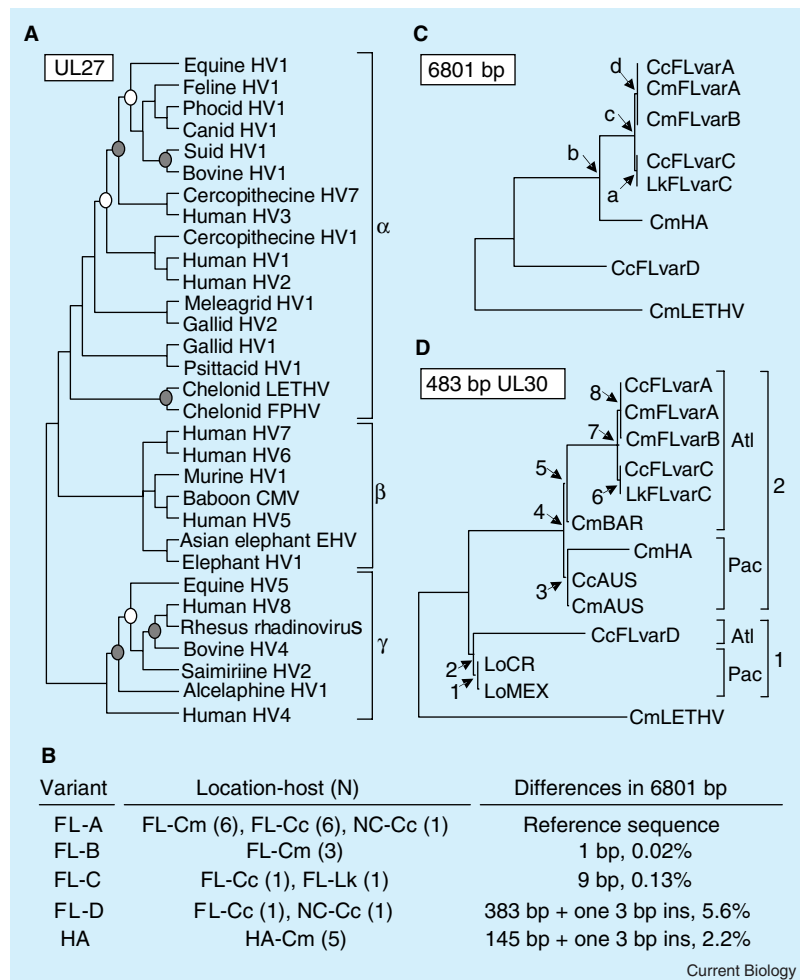 A
UL27
Equine HV1
Feline HV1
Phocid HV1
Canid HV1
Suid HV1
Bovine HV1
Cercopithecine HV7
Human HV3
Cercopithecine HV1
Human HV1
Human HV2
Meleagrid HV1
Gallid HV2
Gallid HV1
Psittacid HV1
Chelonid LETHV
Chelonid FPHV
α
Human HV7
Human HV6
Murine HV1
Baboon CMV
Human HV5
Asian elephant EHV
Elephant HV1
β
Equine HV5
Human HV8
Rhesus rhadinovirus
Bovine HV4
Saimiriine HV2
Alcelaphine HV1
Human HV4
γ
C
6801 bp
d
c
b
a
CcFLvarA
CmFLvarA
CmFLvarB
CcFLvarC
LkFLvarC
CmHA
CcFLvarD
CmLETHV
D
483 bp UL30
8
7
6
5
4
3
2
1
CcFLvarA
CmFLvarA
CmFLvarB
CcFLvarC
LkFLvarC
CmBAR
CmHA
CcAUS
CmAUS
CcFLvarD
LoCR
LoMEX
CmLETHV
Atl
Pac
2
Atl
Pac
1
B
Variant Location-host (N) Differences in 6801 bp
FL-A FL-Cm (6), FL-Cc (6), NC-Cc (1) Reference sequence
FL-B FL-Cm (3) 1 bp, 0.02%
FL-C FL-Cc (1), FL-Lk (1) 9 bp, 0.13%
FL-D FL-Cc (1), NC-Cc (1) 383 bp + one 3 bp ins, 5.6%
HA HA-Cm (5) 145 bp + one 3 bp ins, 2.2%
Current Biology